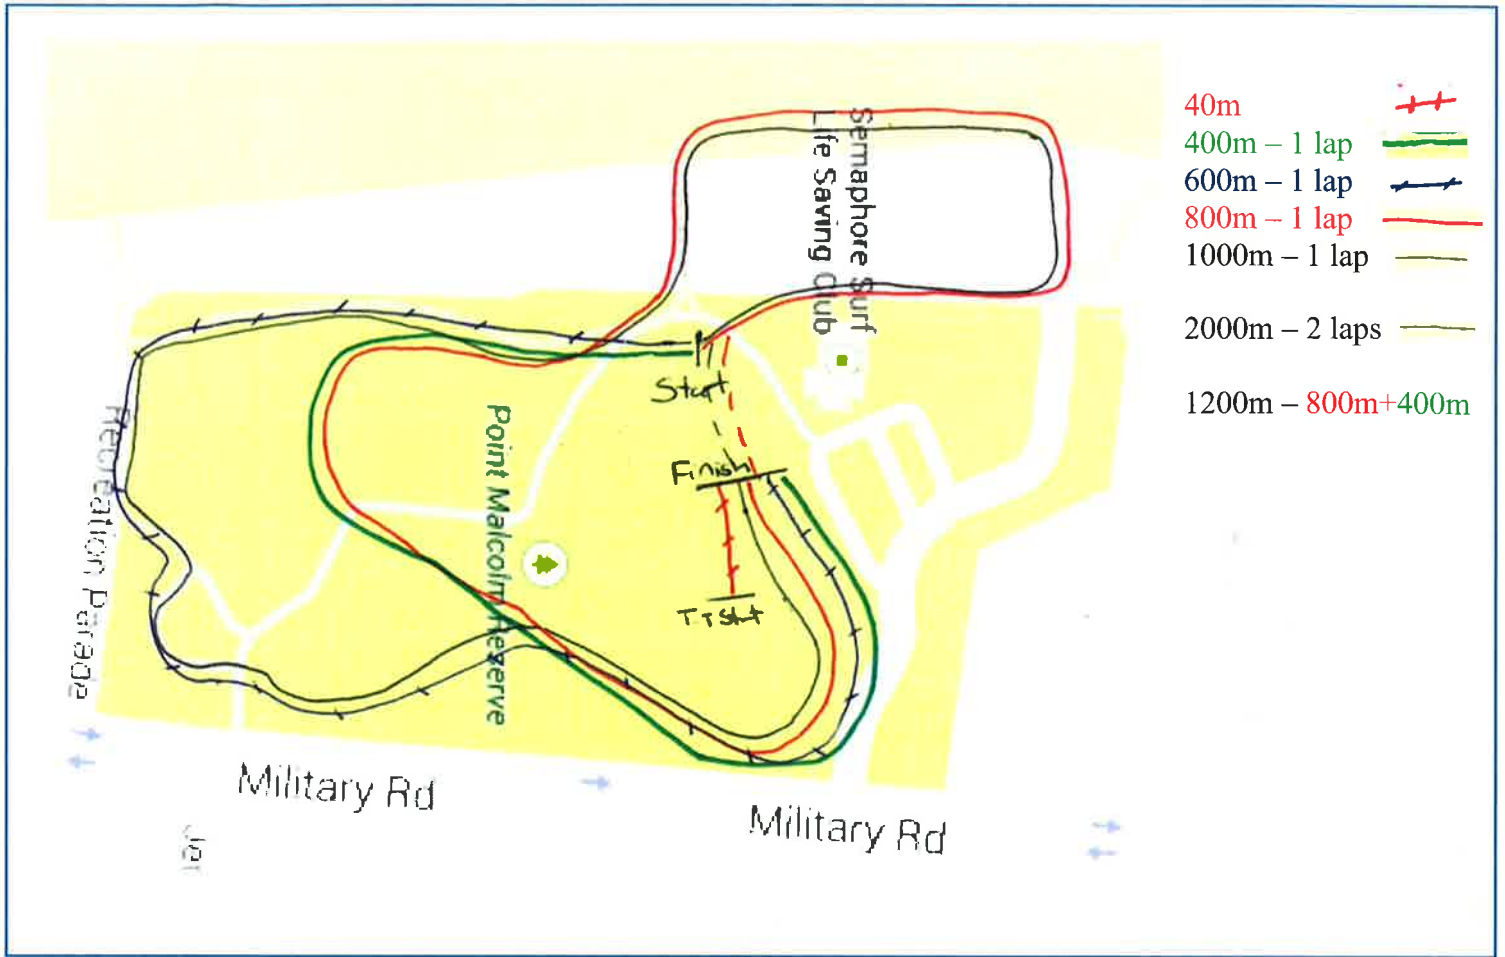 40m
400m – 1 lap
600m – 1 lap
800m – 1 lap
1000m – 1 lap
2000m – 2 laps
1200m – 800m+400m
Semaphore Surf
Life Saving Club
Start
Finish
Point Malcolm Reserve
Recreation Parade
Military Rd
Military Rd